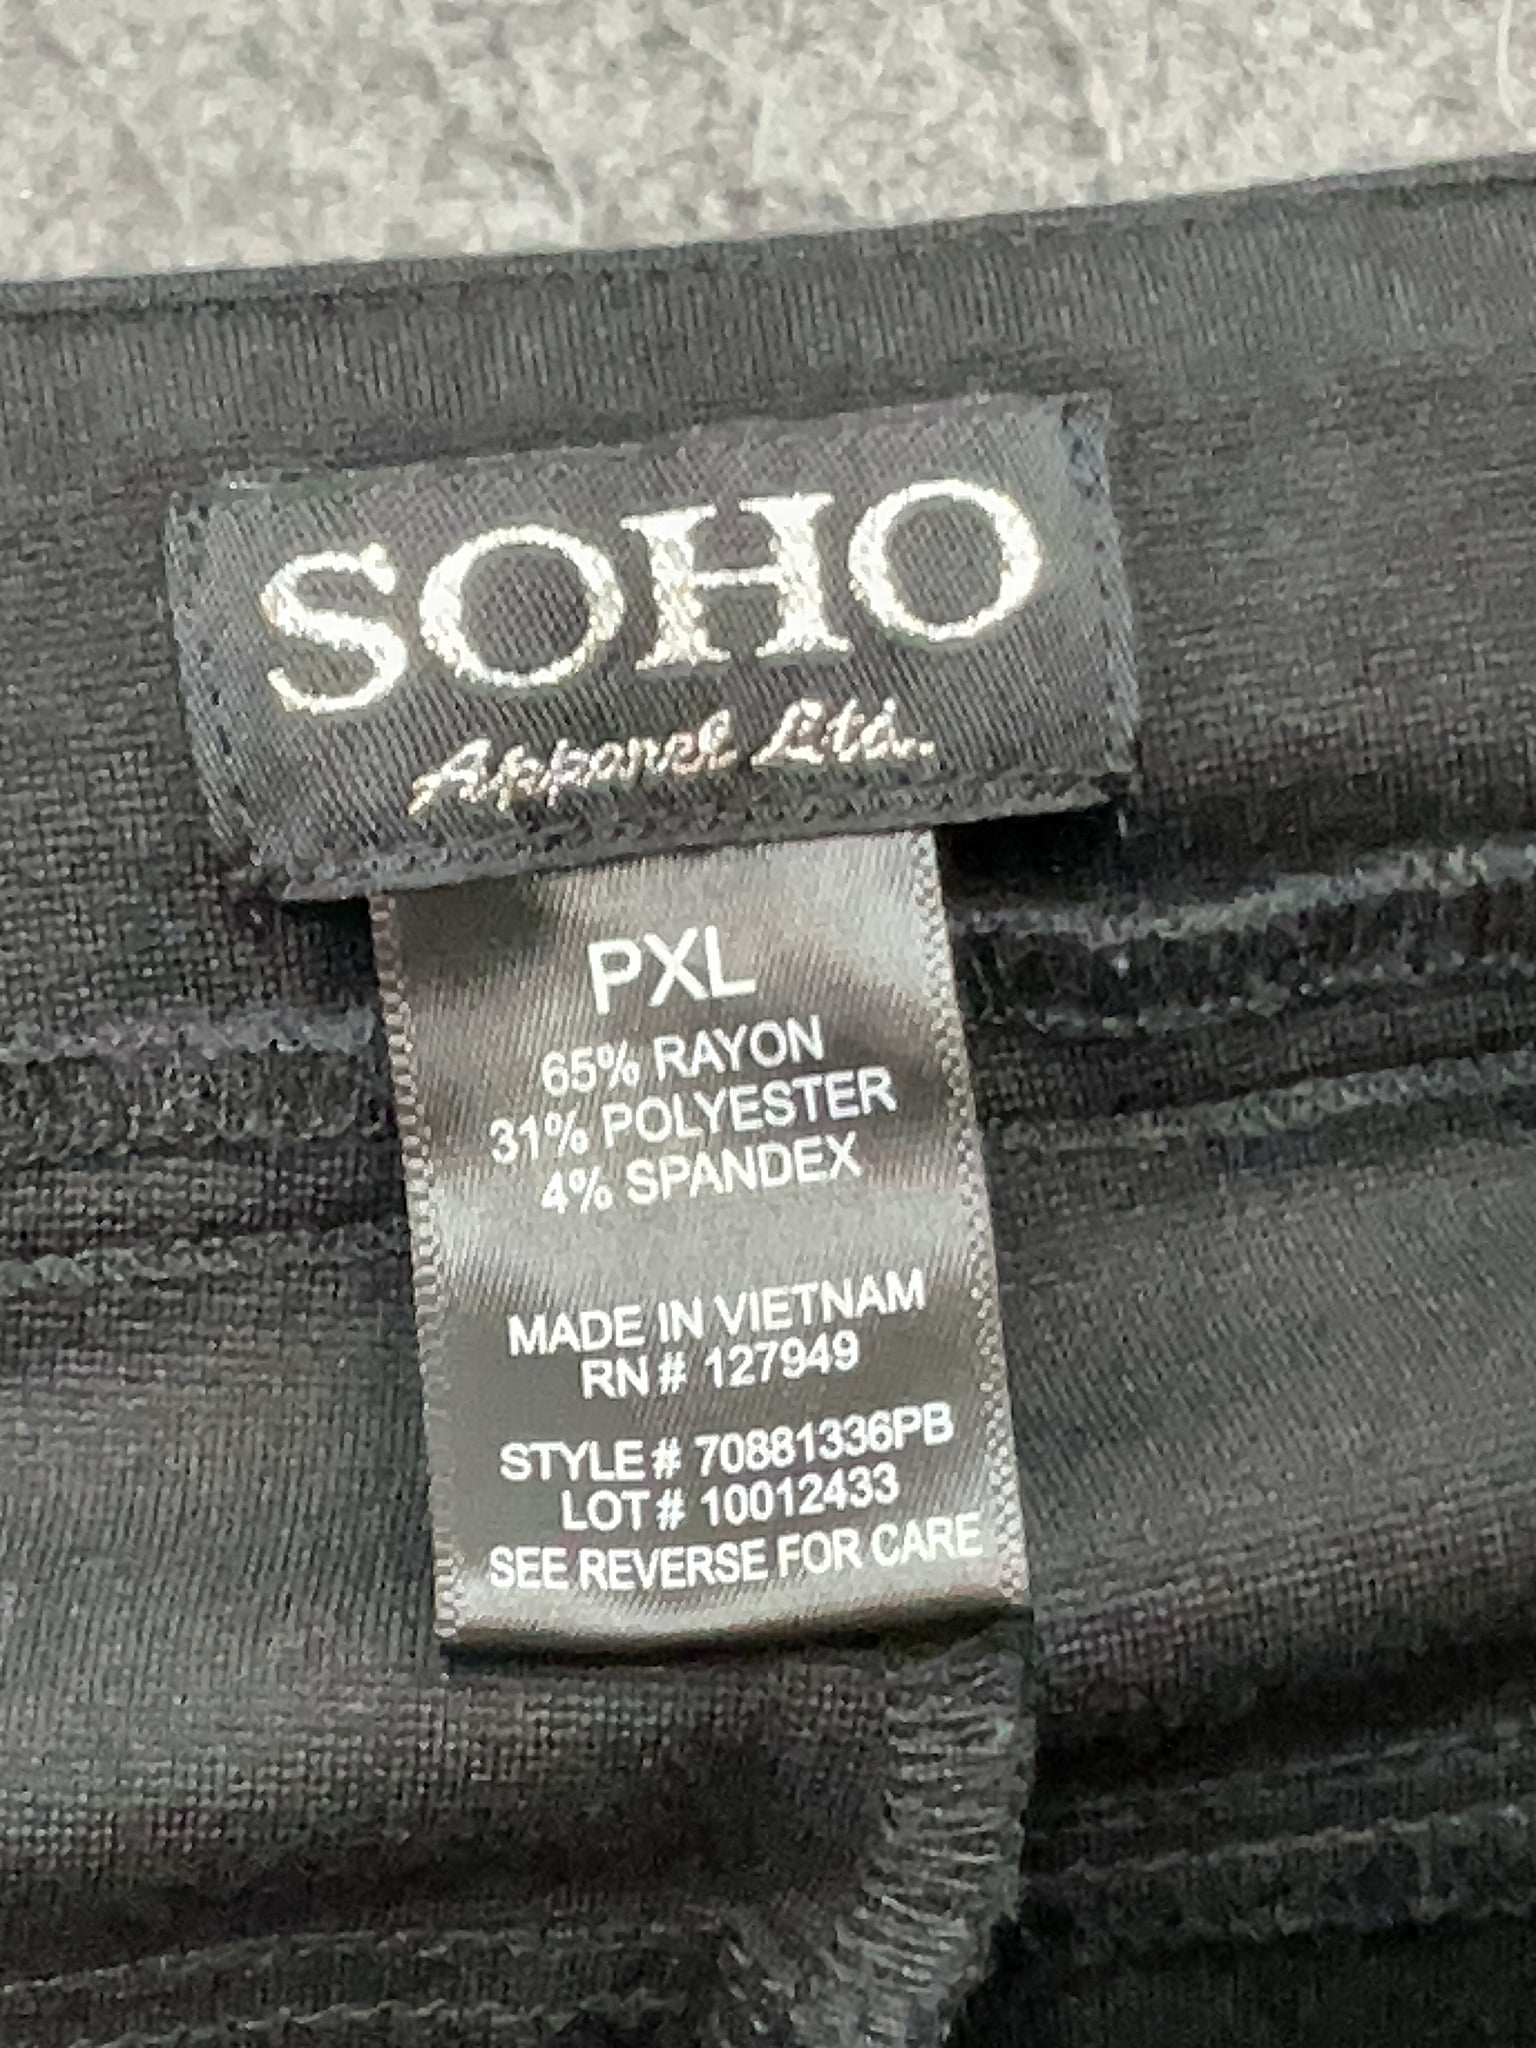 SOHO
Apparel Ltd.
PXL
65% RAYON
31% POLYESTER
4% SPANDEX
MADE IN VIETNAM
RN# 127949
STYLE# 70881336PB
LOT# 10012433
SEE REVERSE FOR CARE